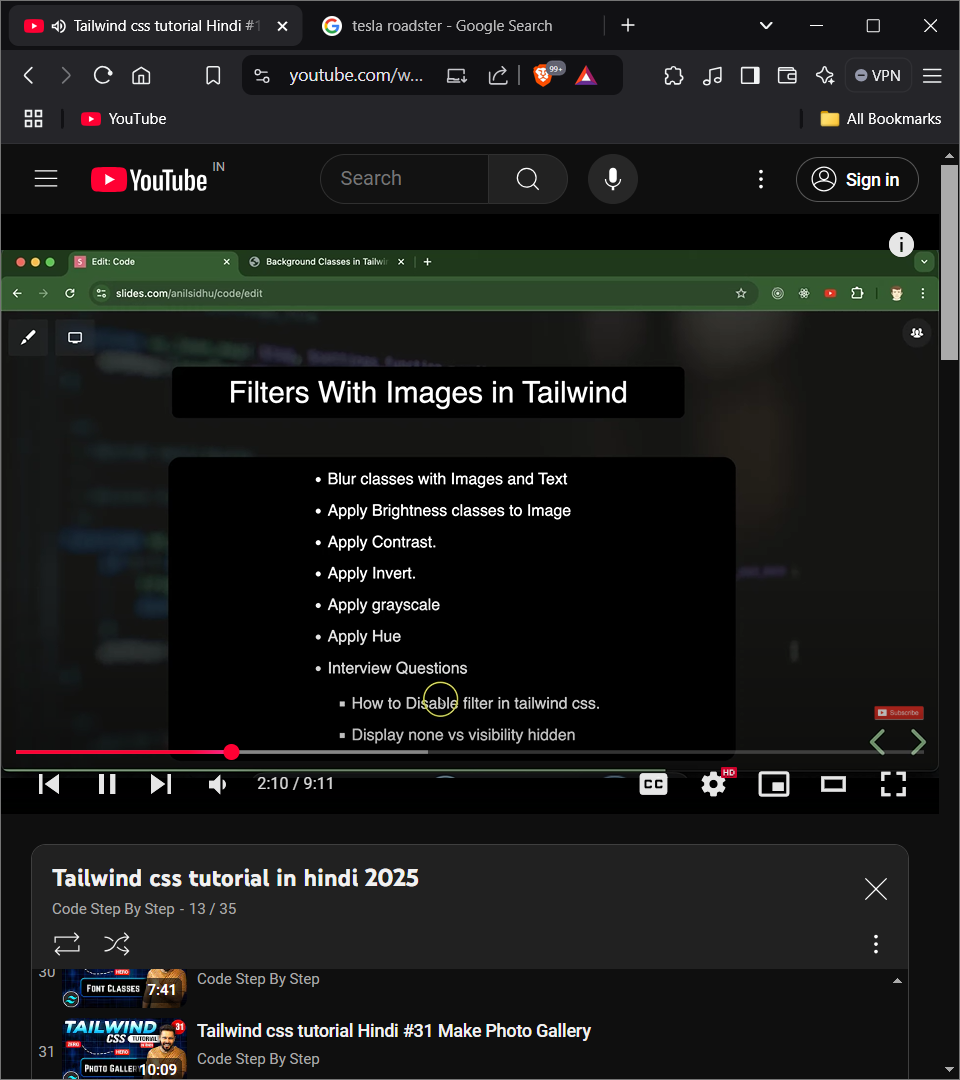 Tailwind css tutorial Hindi #1
tesla roadster - Google Search
youtube.com/w...
99+
VPN
YouTube
All Bookmarks
YouTube IN
Search
Sign in
Edit: Code
Background Classes in Tailwin
slides.com/anilsidhu/code/edit
Filters With Images in Tailwind
• Blur classes with Images and Text
• Apply Brightness classes to Image
• Apply Contrast.
• Apply Invert.
• Apply grayscale
• Apply Hue
• Interview Questions
▪ How to Disable filter in tailwind css.
▪ Display none vs visibility hidden
Subscribe
2:10 / 9:11
CC
HD
Tailwind css tutorial in hindi 2025
Code Step By Step - 13 / 35
30
HERO
FONT CLASSES
7:41
Code Step By Step
31
TAILWIND
31
CSS TUTORIAL
ZERO
HERO
PHOTO GALLER
10:09
Tailwind css tutorial Hindi #31 Make Photo Gallery
Code Step By Step